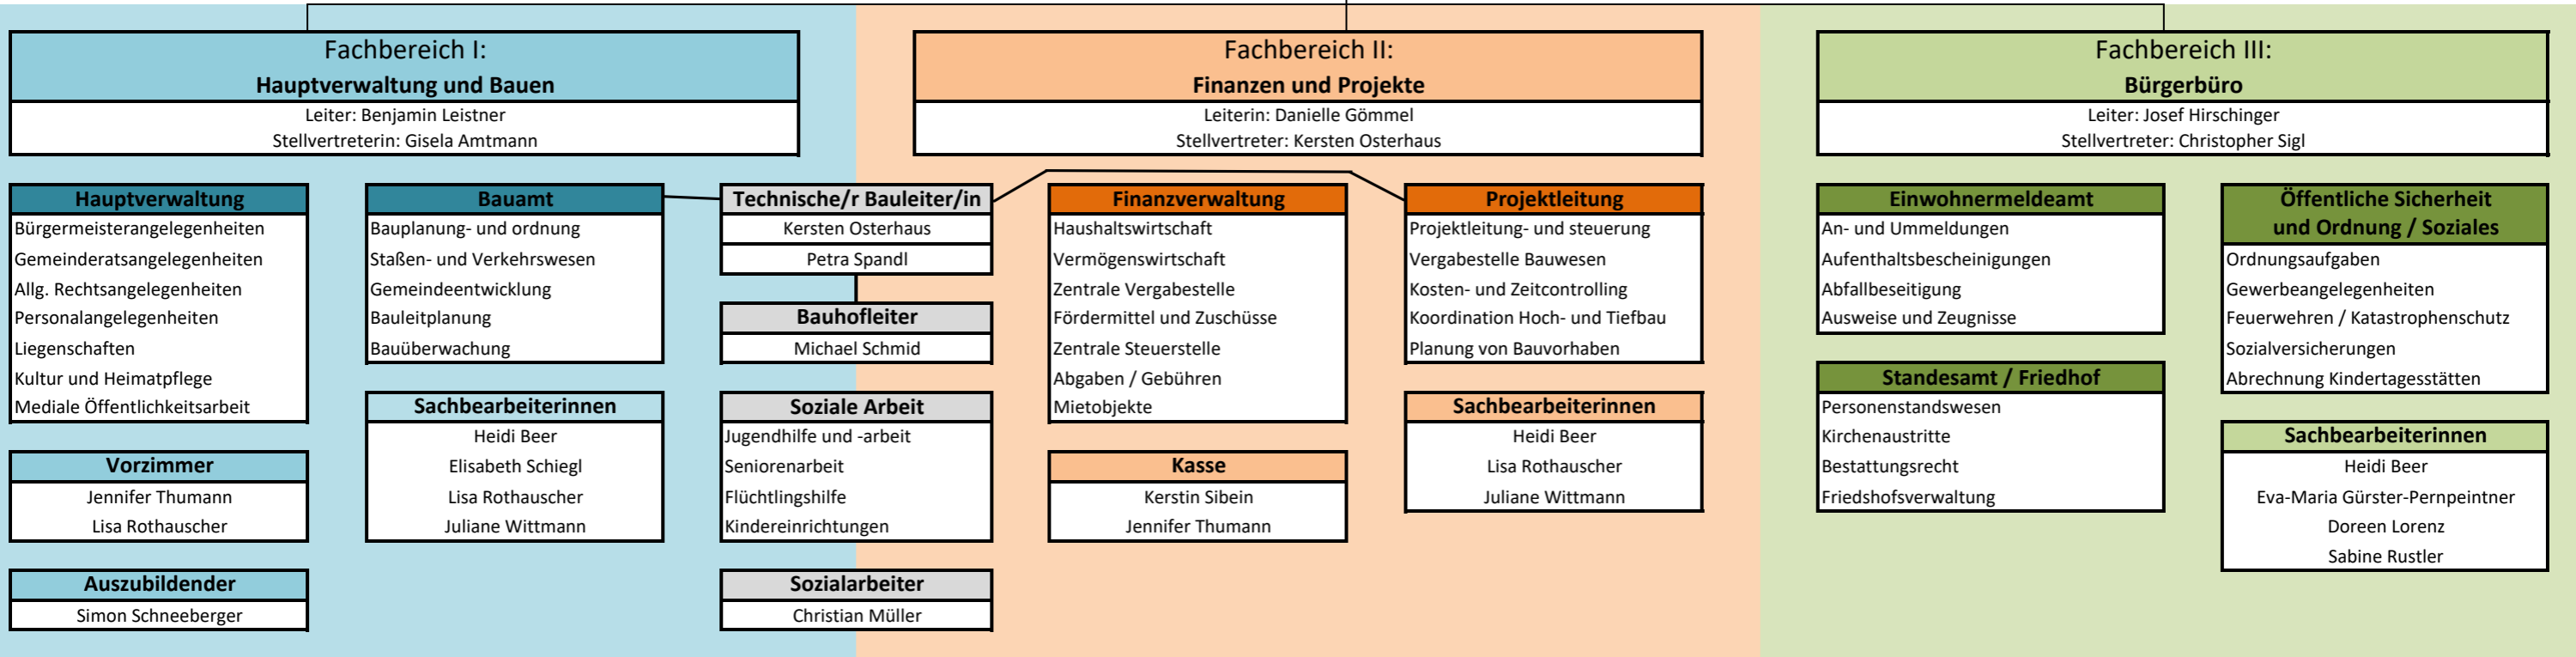 Fachbereich I:
Hauptverwaltung und Bauen
Leiter: Benjamin Leistner
Stellvertreterin: Gisela Amtmann
Fachbereich II:
Finanzen und Projekte
Leiterin: Danielle Gömmel
Stellvertreter: Kersten Osterhaus
Fachbereich III:
Bürgerbüro
Leiter: Josef Hirschinger
Stellvertreter: Christopher Sigl
Hauptverwaltung
Bürgermeisterangelegenheiten
Gemeinderatsangelegenheiten
Allg. Rechtsangelegenheiten
Personalangelegenheiten
Liegenschaften
Kultur und Heimatpflege
Mediale Öffentlichkeitsarbeit
Vorzimmer
Jennifer Thumann
Lisa Rothauscher
Auszubildender
Simon Schneeberger
Bauamt
Bauplanung- und ordnung
Staßen- und Verkehrswesen
Gemeindeentwicklung
Bauleitplanung
Bauüberwachung
Sachbearbeiterinnen
Heidi Beer
Elisabeth Schiegl
Lisa Rothauscher
Juliane Wittmann
Technische/r Bauleiter/in
Kersten Osterhaus
Petra Spandl
Bauhofleiter
Michael Schmid
Soziale Arbeit
Jugendhilfe und -arbeit
Seniorenarbeit
Flüchtlingshilfe
Kindereinrichtungen
Sozialarbeiter
Christian Müller
Finanzverwaltung
Haushaltswirtschaft
Vermögenswirtschaft
Zentrale Vergabestelle
Fördermittel und Zuschüsse
Zentrale Steuerstelle
Abgaben / Gebühren
Mietobjekte
Kasse
Kerstin Sibein
Jennifer Thumann
Projektleitung
Projektleitung- und steuerung
Vergabestelle Bauwesen
Kosten- und Zeitcontrolling
Koordination Hoch- und Tiefbau
Planung von Bauvorhaben
Sachbearbeiterinnen
Heidi Beer
Lisa Rothauscher
Juliane Wittmann
Einwohnermeldeamt
An- und Ummeldungen
Aufenthaltsbescheinigungen
Abfallbeseitigung
Ausweise und Zeugnisse
Standesamt / Friedhof
Personenstandswesen
Kirchenaustritte
Bestattungsrecht
Friedshofsverwaltung
Öffentliche Sicherheit
und Ordnung / Soziales
Ordnungsaufgaben
Gewerbeangelegenheiten
Feuerwehren / Katastrophenschutz
Sozialversicherungen
Abrechnung Kindertagesstätten
Sachbearbeiterinnen
Heidi Beer
Eva-Maria Gürster-Pernpeintner
Doreen Lorenz
Sabine Rustler